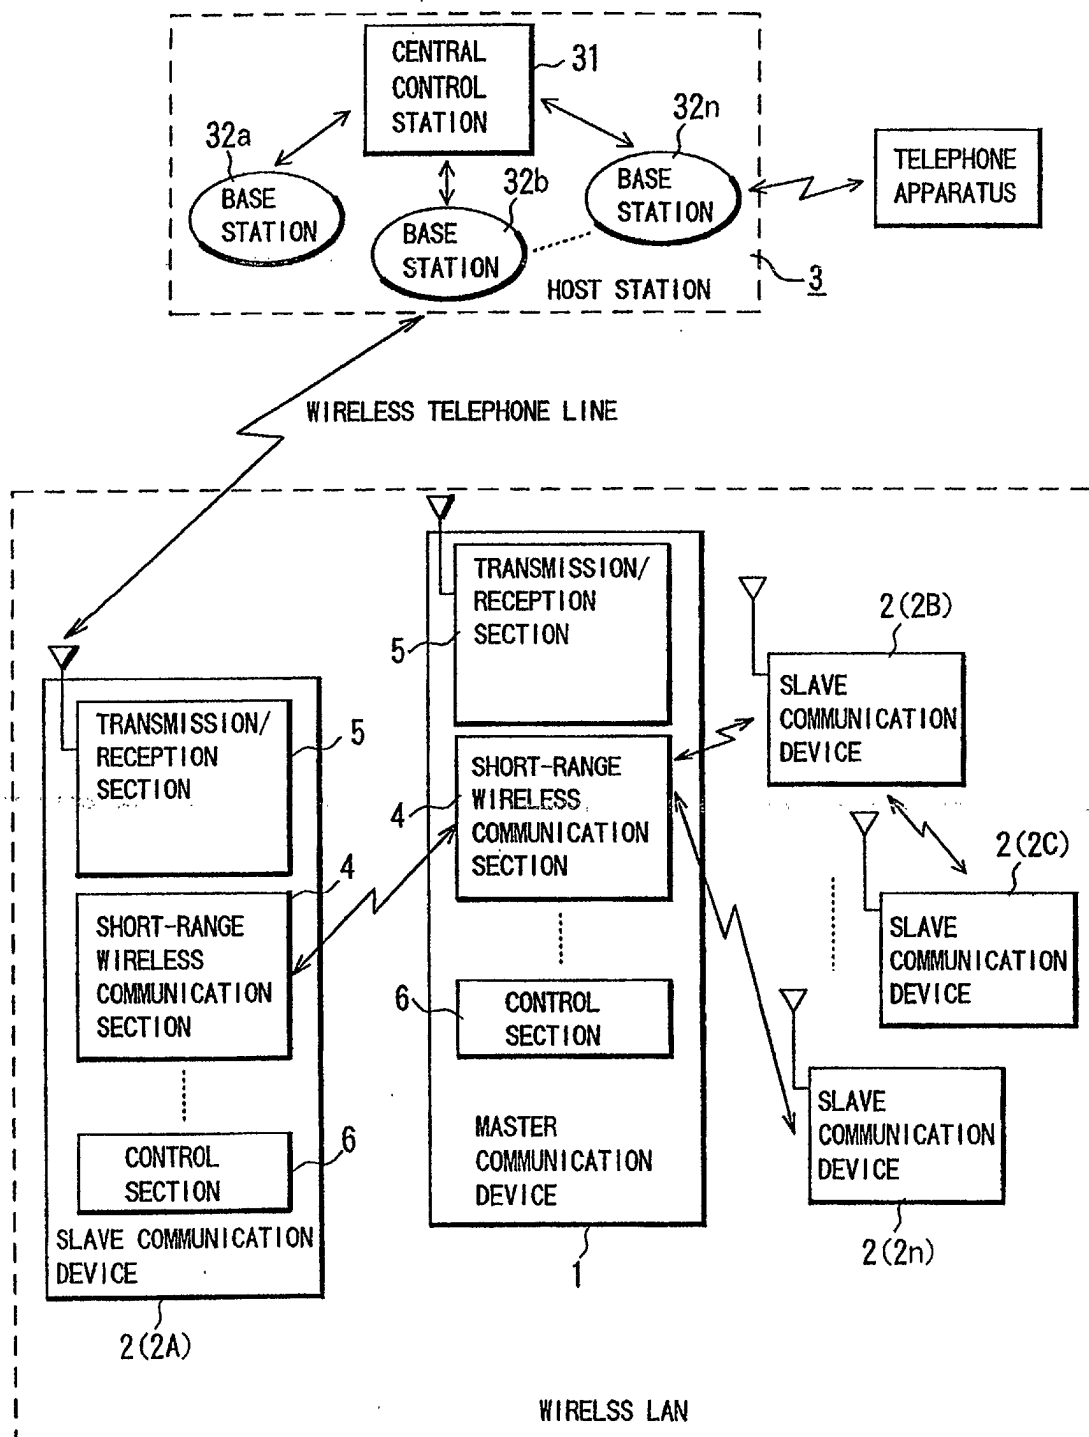 CENTRAL
CONTROL
STATION
31
32a
BASE
STATION
32b
BASE
STATION
32n
BASE
STATION
TELEPHONE
APPARATUS
HOST STATION
3
WIRELESS TELEPHONE LINE
TRANSMISSION/
RECEPTION
SECTION
5
SHORT-RANGE
WIRELESS
COMMUNICATION
SECTION
4
CONTROL
SECTION
6
SLAVE COMMUNICATION
DEVICE
2(2A)
TRANSMISSION/
RECEPTION
SECTION
5
SHORT-RANGE
WIRELESS
COMMUNICATION
SECTION
4
CONTROL
SECTION
6
MASTER
COMMUNICATION
DEVICE
1
2(2B)
SLAVE
COMMUNICATION
DEVICE
2(2C)
SLAVE
COMMUNICATION
DEVICE
SLAVE
COMMUNICATION
DEVICE
2(2n)
WIRELSS LAN